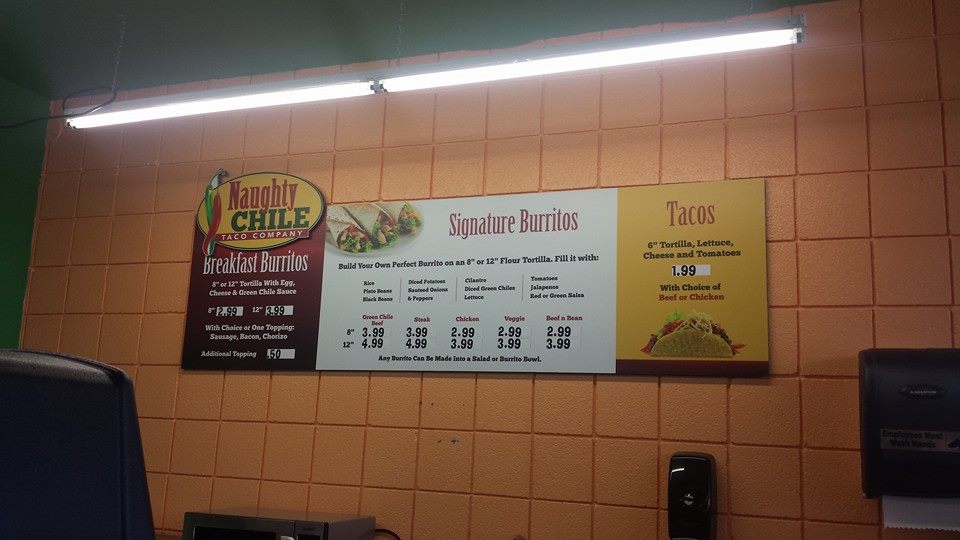 Naughty
CHILE
TACO COMPANY
Breakfast Burritos
8" or 12" Tortilla With Egg,
Cheese & Green Chile Sauce
8" 2.99 12" 3.99
With Choice or One Topping:
Sausage, Bacon, Chorizo
Additional Topping .50
Signature Burritos
Build Your Own Perfect Burrito on an 8" or 12" Flour Tortilla. Fill it with:
Rice
Pinto Beans
Black Beans
Diced Potatoes
Sauteed Onions
& Peppers
Cilantro
Diced Green Chiles
Lettuce
Tomatoes
Jalapenos
Red or Green Salsa
Green Chile Beef Steak Chicken Veggie Beef n Bean
8" 3.99 3.99 3.99 2.99 2.99
12" 4.99 4.99 4.99 3.99 3.99
Any Burrito Can Be Made Into a Salad or Burrito Bowl.
Tacos
6" Tortilla, Lettuce,
Cheese and Tomatoes
1.99
With Choice of
Beef or Chicken
Employees Must
Wash Hands